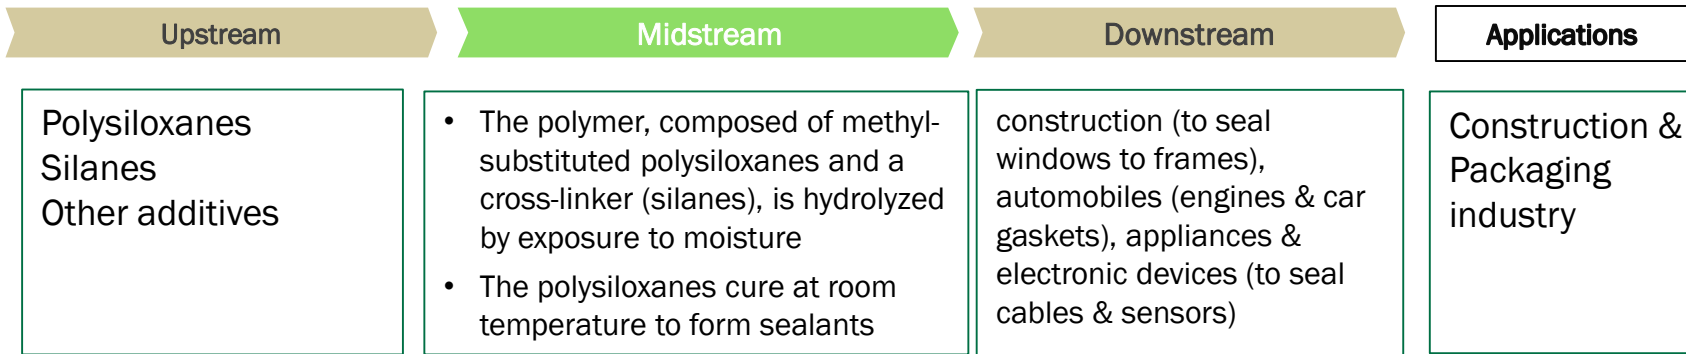 Upstream
Midstream
Downstream
Applications
Polysiloxanes
Silanes
Other additives
• The polymer, composed of methyl-
substituted polysiloxanes and a
cross-linker (silanes), is hydrolyzed
by exposure to moisture
• The polysiloxanes cure at room
temperature to form sealants
construction (to seal
windows to frames),
automobiles (engines & car
gaskets), appliances &
electronic devices (to seal
cables & sensors)
Construction &
Packaging
industry